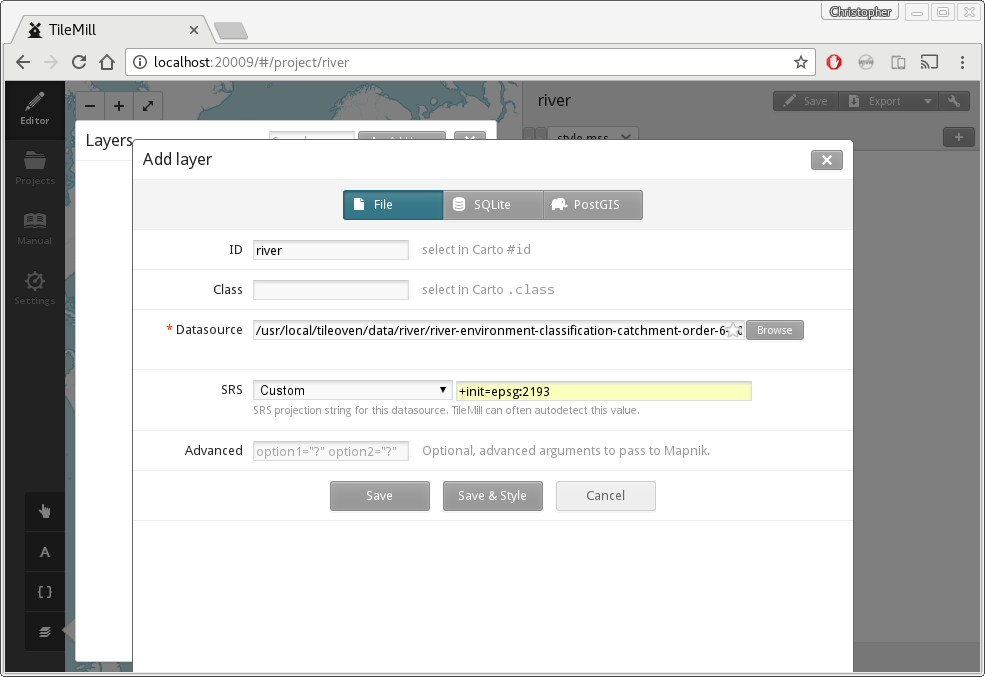 Christopher
TileMill
localhost:20009/#/project/river
Editor
Projects
Manual
Settings
A
{ }
river
Save
Export
Layers
style.mss
+
Add layer
File
SQLite
PostGIS
ID
river
select in Carto #id
Class
select in Carto .class
* Datasource
/usr/local/tileoven/data/river/river-environment-classification-catchment-order-6
Browse
SRS
Custom
+init=epsg:2193
SRS projection string for this datasource. TileMill can often autodetect this value.
Advanced
option1="?" option2="?"
Optional, advanced arguments to pass to Mapnik.
Save
Save & Style
Cancel